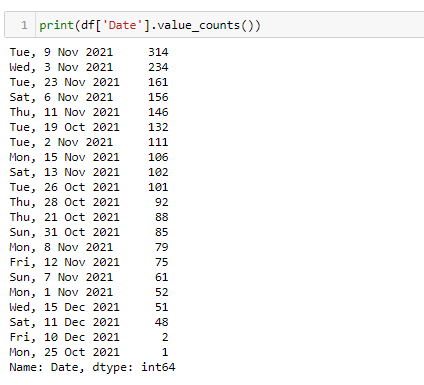 1 print(df['Date'].value_counts())
Tue, 9 Nov 2021 314
Wed, 3 Nov 2021 234
Tue, 23 Nov 2021 161
Sat, 6 Nov 2021 156
Thu, 11 Nov 2021 146
Tue, 19 Oct 2021 132
Tue, 2 Nov 2021 111
Mon, 15 Nov 2021 106
Sat, 13 Nov 2021 102
Tue, 26 Oct 2021 101
Thu, 28 Oct 2021 92
Thu, 21 Oct 2021 88
Sun, 31 Oct 2021 85
Mon, 8 Nov 2021 79
Fri, 12 Nov 2021 75
Sun, 7 Nov 2021 61
Mon, 1 Nov 2021 52
Wed, 15 Dec 2021 51
Sat, 11 Dec 2021 48
Fri, 10 Dec 2021 2
Mon, 25 Oct 2021 1
Name: Date, dtype: int64